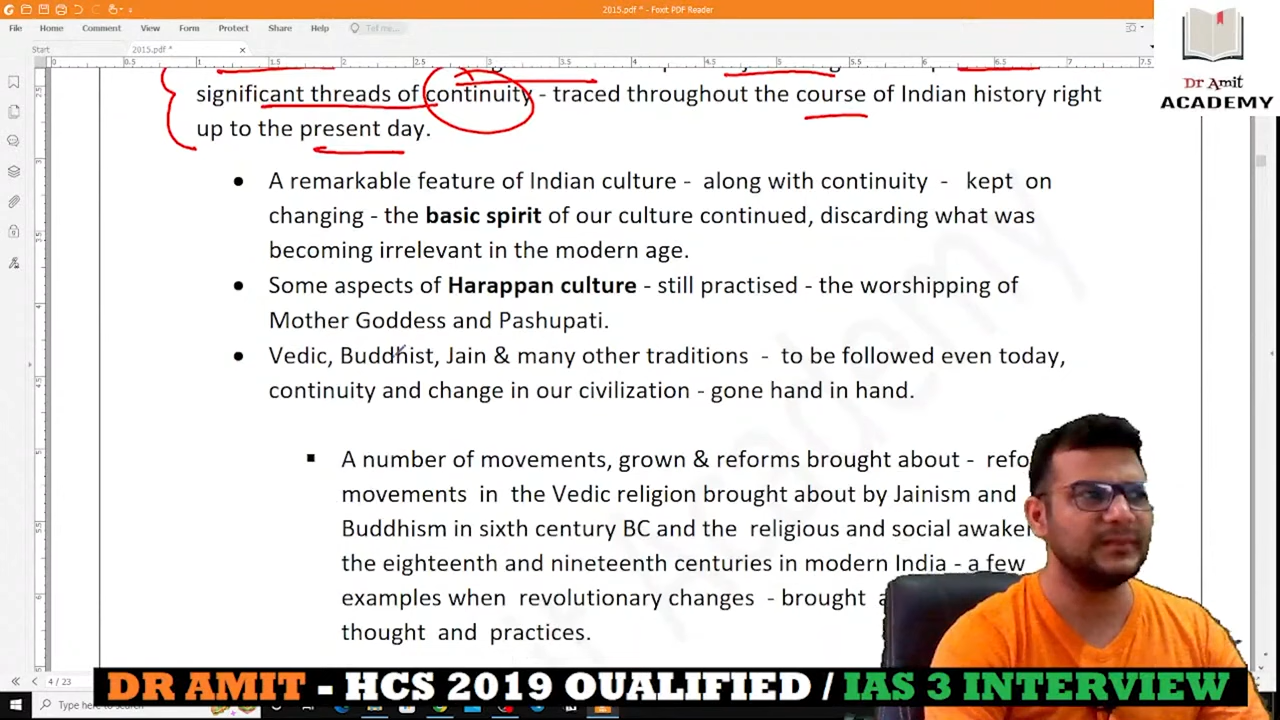 2015.pdf * - Foxit PDF Reader
File Home Comment View Form Protect Share Help Tell me...
Start 2015.pdf *
Dr Amit
ACADEMY
significant threads of continuity - traced throughout the course of Indian history right
up to the present day.
• A remarkable feature of Indian culture - along with continuity - kept on
changing - the basic spirit of our culture continued, discarding what was
becoming irrelevant in the modern age.
• Some aspects of Harappan culture - still practised - the worshipping of
Mother Goddess and Pashupati.
• Vedic, Buddhist, Jain & many other traditions - to be followed even today,
continuity and change in our civilization - gone hand in hand.
▪ A number of movements, grown & reforms brought about - refo
movements in the Vedic religion brought about by Jainism and
Buddhism in sixth century BC and the religious and social awake
the eighteenth and nineteenth centuries in modern India - a few
examples when revolutionary changes - brought
thought and practices.
4 / 23
DR AMIT - HCS 2019 QUALIFIED / IAS 3 INTERVIEW
Type here to search